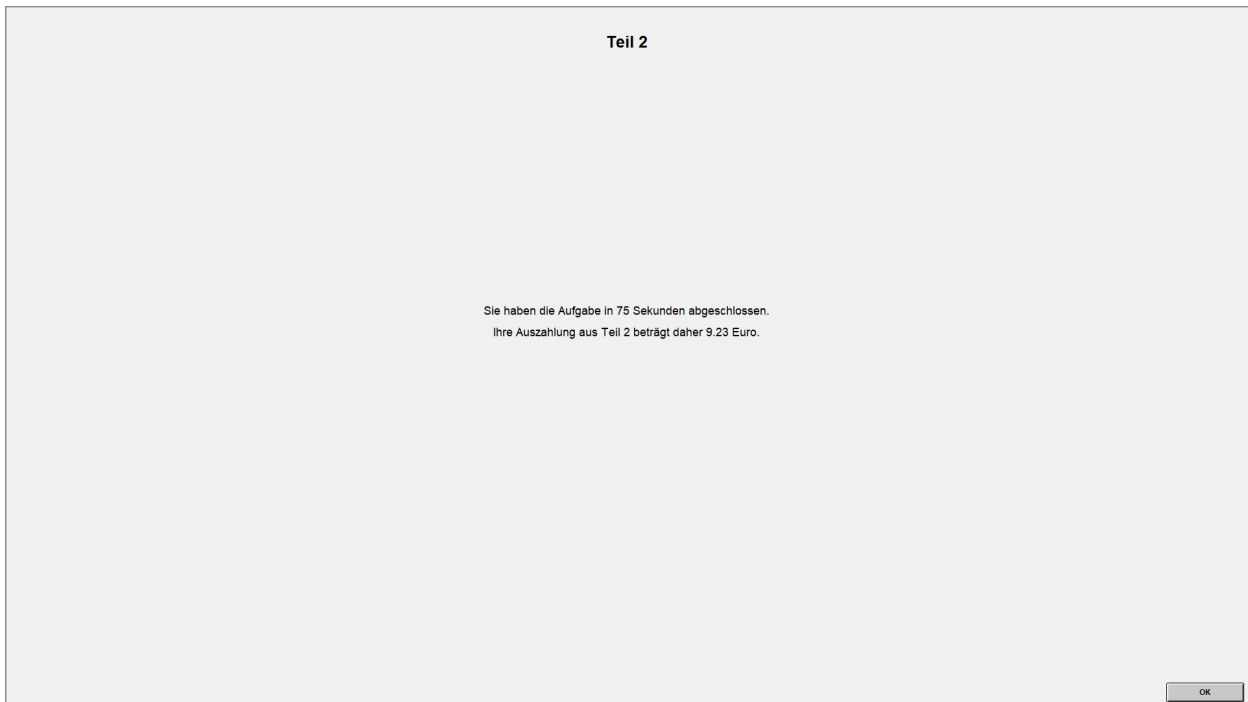 Teil 2
Sie haben die Aufgabe in 75 Sekunden abgeschlossen.
Ihre Auszahlung aus Teil 2 beträgt daher 9.23 Euro.
OK